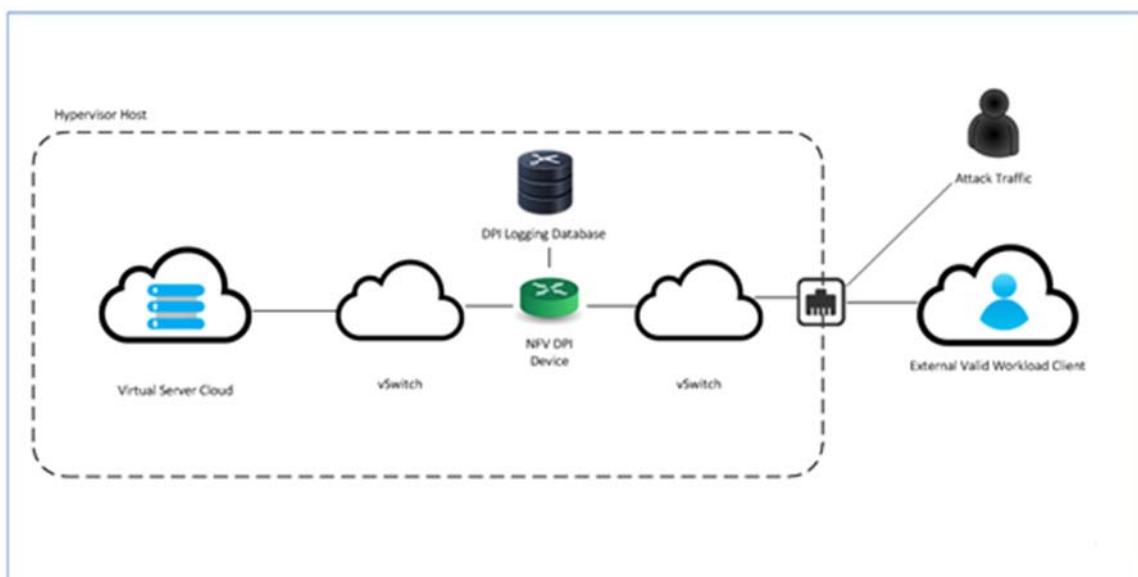 Hypervisor Host
Attack Traffic
DPI Logging Database
NFV DPI
Device
External Valid Workload Client
Virtual Server Cloud
vSwitch
vSwitch